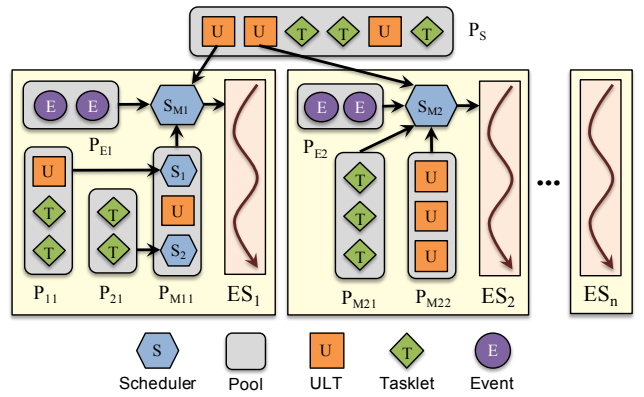 U U T T U T P_S
E E S_M1 E E S_M2
P_E1 P_E2
U S_1 T U
T T U T U
T T S_2 T U
P_11 P_21 P_M11 ES_1 P_M21 P_M22 ES_2 ... ES_n
S U T E
Scheduler Pool ULT Tasklet Event